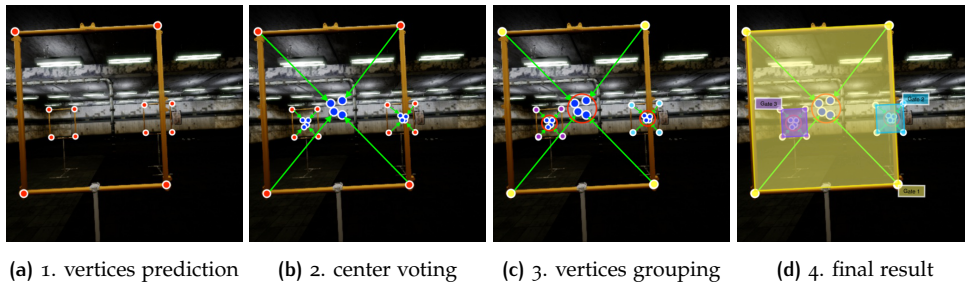 Gate 3
Gate 2
Gate 1
(a) 1. vertices prediction
(b) 2. center voting
(c) 3. vertices grouping
(d) 4. final result